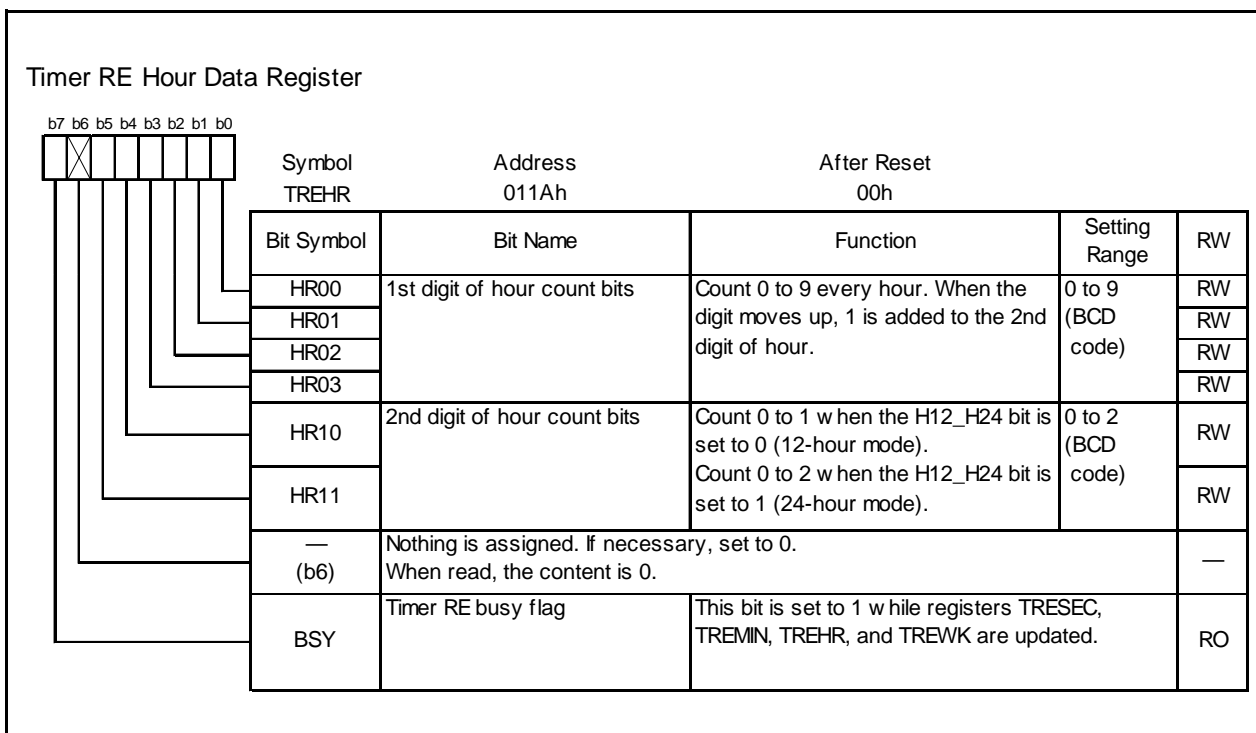 Timer RE Hour Data Register
b7 b6 b5 b4 b3 b2 b1 b0
Symbol Address After Reset
TREHR 011Ah 00h
Bit Symbol Bit Name Function Setting Range RW
HR00 1st digit of hour count bits Count 0 to 9 every hour. When the 0 to 9 RW
HR01 digit moves up, 1 is added to the 2nd (BCD RW
HR02 digit of hour. code) RW
HR03 RW
HR10 2nd digit of hour count bits Count 0 to 1 w hen the H12_H24 bit is 0 to 2 RW
set to 0 (12-hour mode). (BCD
HR11 Count 0 to 2 w hen the H12_H24 bit is code) RW
set to 1 (24-hour mode).
— Nothing is assigned. If necessary, set to 0. —
(b6) When read, the content is 0.
BSY Timer RE busy flag This bit is set to 1 w hile registers TRESEC, RO
TREMIN, TREHR, and TREWK are updated.